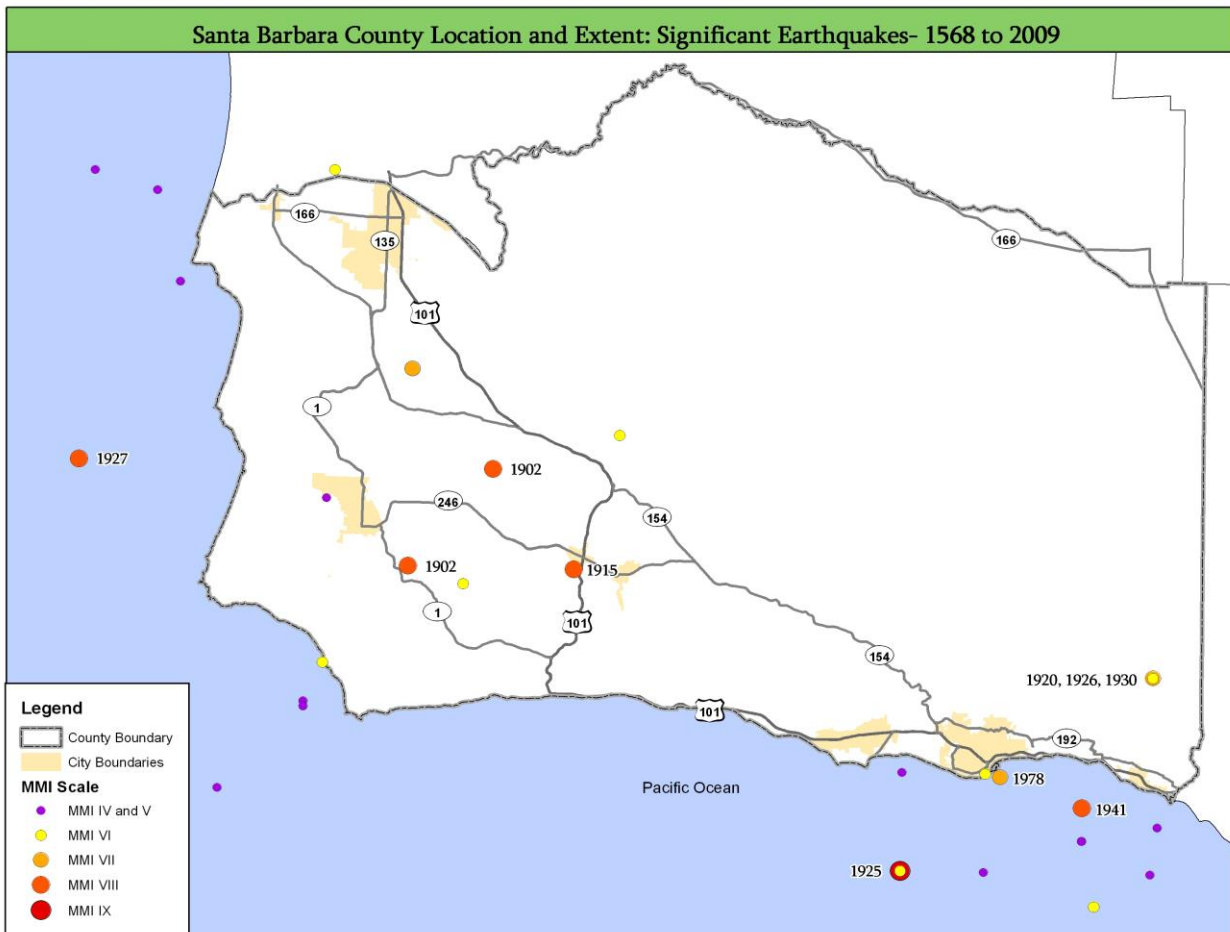 Santa Barbara County Location and Extent: Significant Earthquakes- 1568 to 2009
166
135
166
101
1
1927
1902
246
154
1902
1915
1
101
154
1920, 1926, 1930
101
192
1978
Pacific Ocean
1941
1925
Legend
County Boundary
City Boundaries
MMI Scale
MMI IV and V
MMI VI
MMI VII
MMI VIII
MMI IX